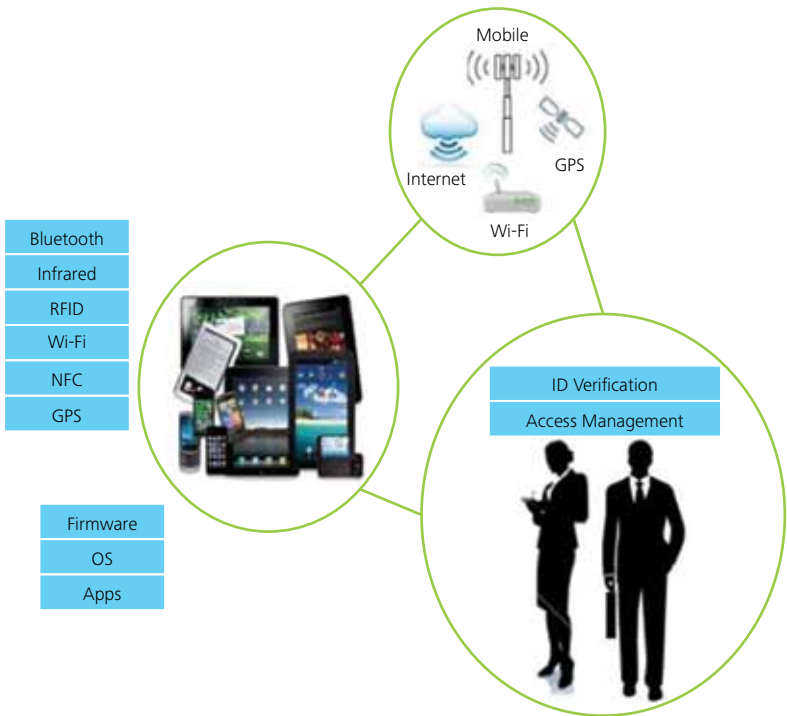 Mobile
Internet
GPS
Wi-Fi
Bluetooth
Infrared
RFID
Wi-Fi
NFC
GPS
ID Verification
Access Management
Firmware
OS
Apps